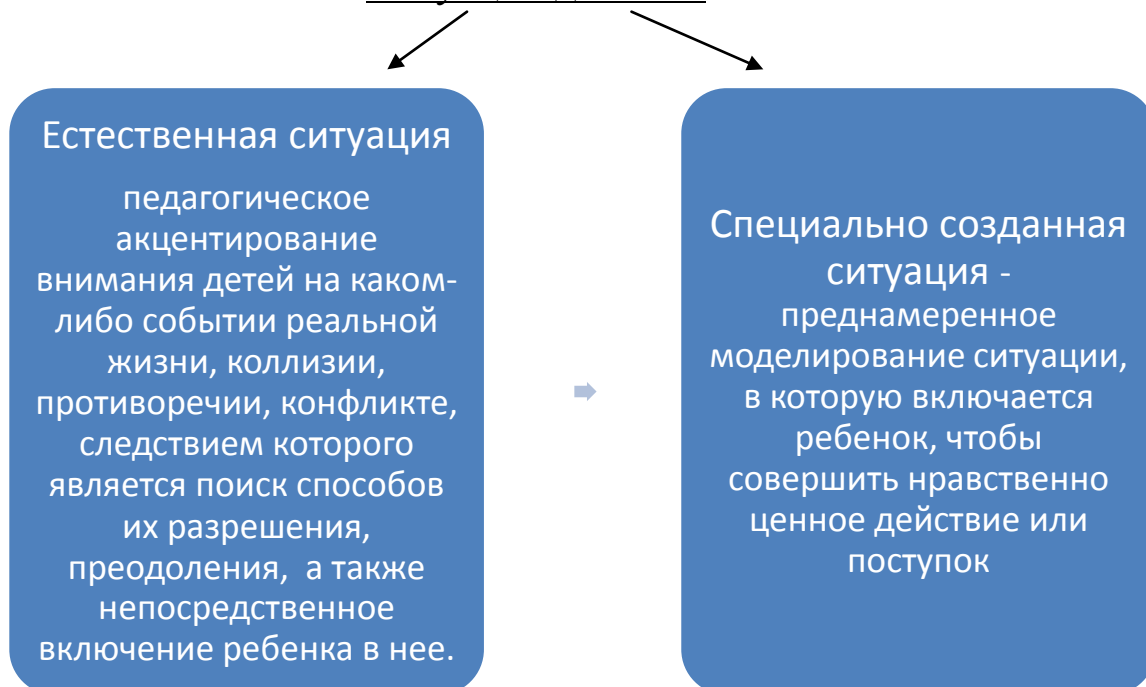 Естественная ситуация
педагогическое
акцентирование
внимания детей на каком-
либо событии реальной
жизни, коллизии,
противоречии, конфликте,
следствием которого
является поиск способов
их разрешения,
преодоления,  а также
непосредственное
включение ребенка в нее.
Специально созданная
ситуация -
преднамеренное
моделирование ситуации,
в которую включается
ребенок, чтобы
совершить нравственно
ценное действие или
поступок